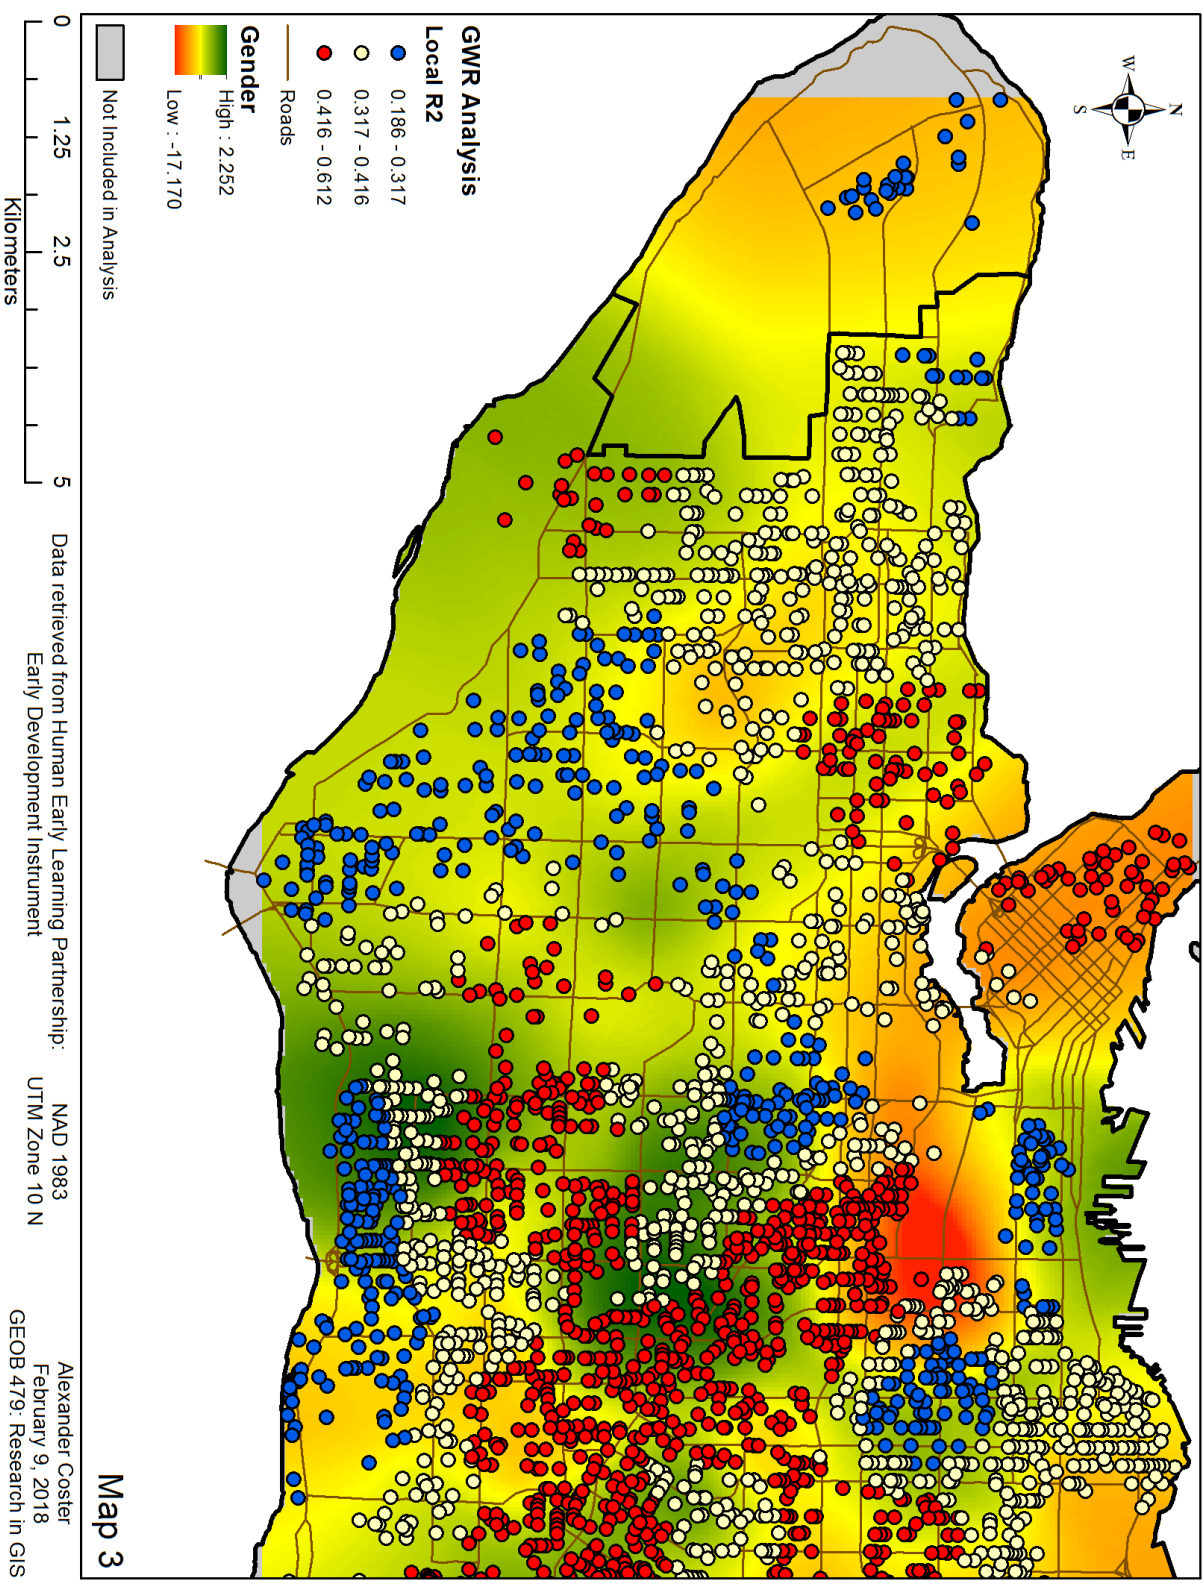 N
W
E
S
GWR Analysis
Local R2
0.186 - 0.317
0.317 - 0.416
0.416 - 0.612
Roads
Gender
High : 2.252
Low : -17.170
Not Included in Analysis
Map 3
0 1.25 2.5 5
Kilometers
Data retrieved from Human Early Learning Partnership:
Early Development Instrument
NAD 1983
UTM Zone 10 N
Alexander Coster
February 9, 2018
GEOB 479: Research in GIS